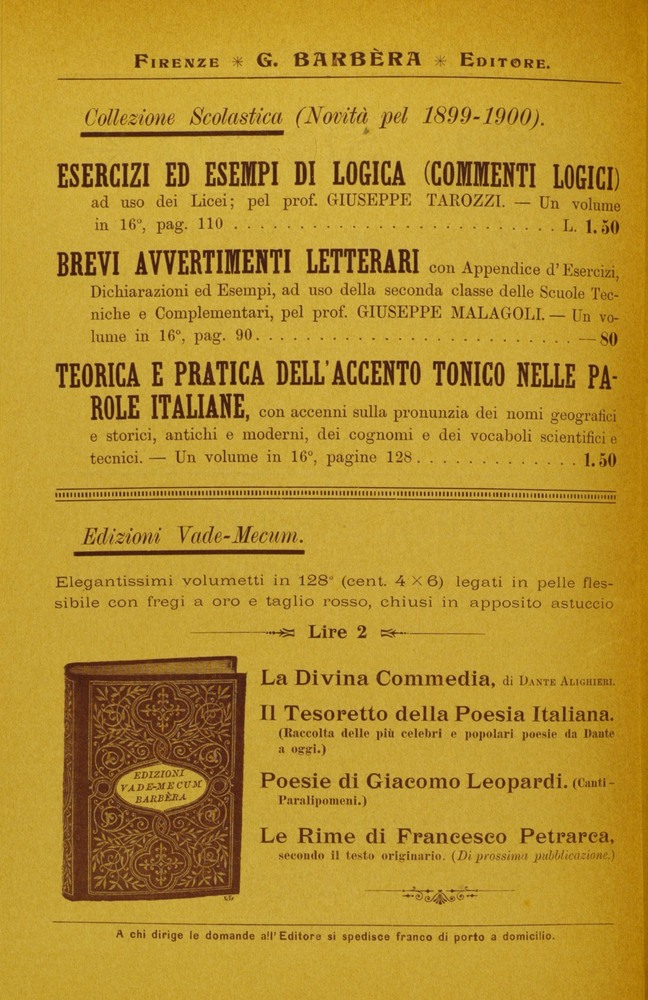 FIRENZE * G. BARBÈRA * EDITORE.
Collezione Scolastica (Novità pel 1899-1900).
ESERCIZI ED ESEMPI DI LOGICA (COMMENTI LOGICI)
ad uso dei Licei; pel prof. GIUSEPPE TAROZZI. — Un volume
in 16°, pag. 110 . . . . . . . . . . . . . . . . . . . . . . . . . L. 1.50
BREVI AVVERTIMENTI LETTERARI con Appendice d'Esercizi,
Dichiarazioni ed Esempi, ad uso della seconda classe delle Scuole Tec-
niche e Complementari, pel prof. GIUSEPPE MALAGOLI. — Un vo-
lume in 16°, pag. 90. . . . . . . . . . . . . . . . . . . . . . . . . — 80
TEORICA E PRATICA DELL'ACCENTO TONICO NELLE PA-
ROLE ITALIANE, con accenni sulla pronunzia dei nomi geografici
e storici, antichi e moderni, dei cognomi e dei vocaboli scientifici e
tecnici. — Un volume in 16°, pagine 128 . . . . . . . . . . . . . 1.50
Edizioni Vade-Mecum.
Elegantissimi volumetti in 128° (cent. 4 × 6) legati in pelle fles-
sibile con fregi a oro e taglio rosso, chiusi in apposito astuccio
Lire 2
EDIZIONI
VADE-MECUM
BARBÈRA
La Divina Commedia, di DANTE ALIGHIERI.
Il Tesoretto della Poesia Italiana.
(Raccolta delle più celebri e popolari poesie da Dante
a oggi.)
Poesie di Giacomo Leopardi. (Canti -
Paralipomeni.)
Le Rime di Francesco Petrarca,
secondo il testo originario. (Di prossima pubblicazione.)
A chi dirige le domande all'Editore si spedisce franco di porto a domicilio.